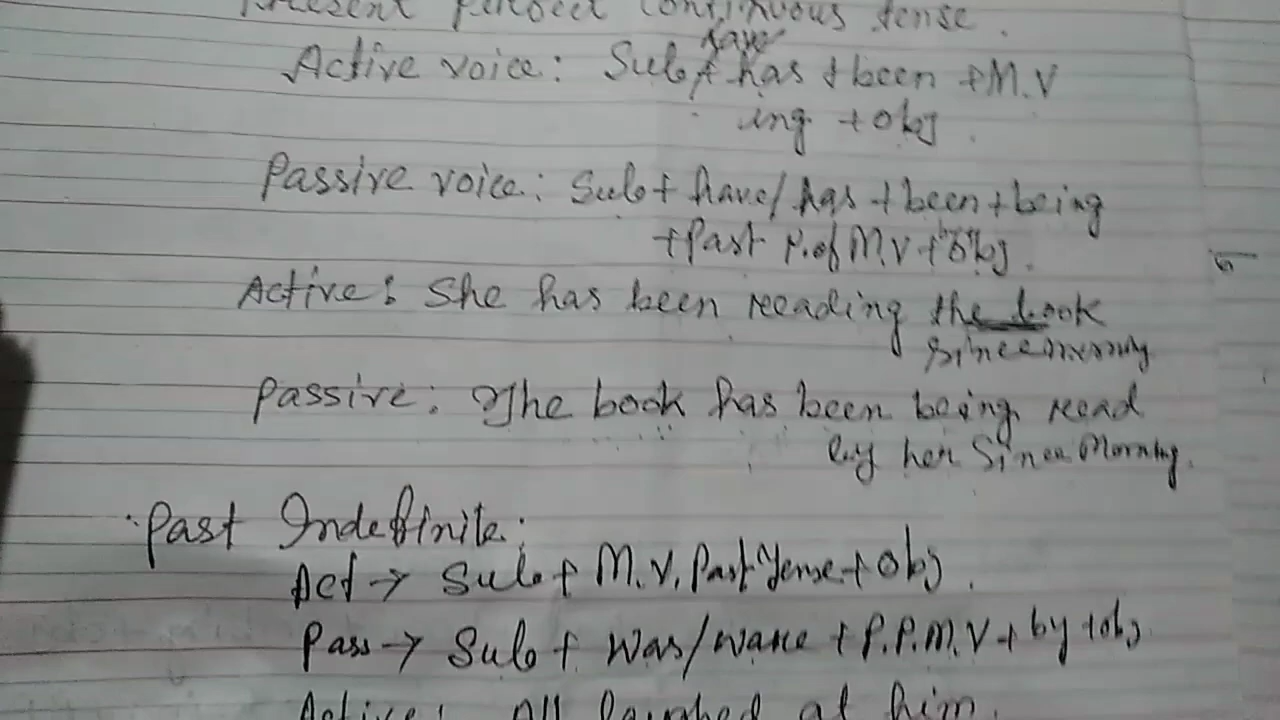 Present Perfect Continuous tense.
have
Active voice: Sub + has + been + M.V
ing + obj.
Passive voice: Sub + have/has + been + being
+ Past P. of M.V + by obj.
Active: She has been reading the book
Since morning
Passive: The book has been being read
by her Since Morning.
Past Indefinite:
Act → Sub + M.V. Past Tense + obj.
Pass → Sub + was/ware + P.P.M.V + by + obj.
Active: All laughed at him.